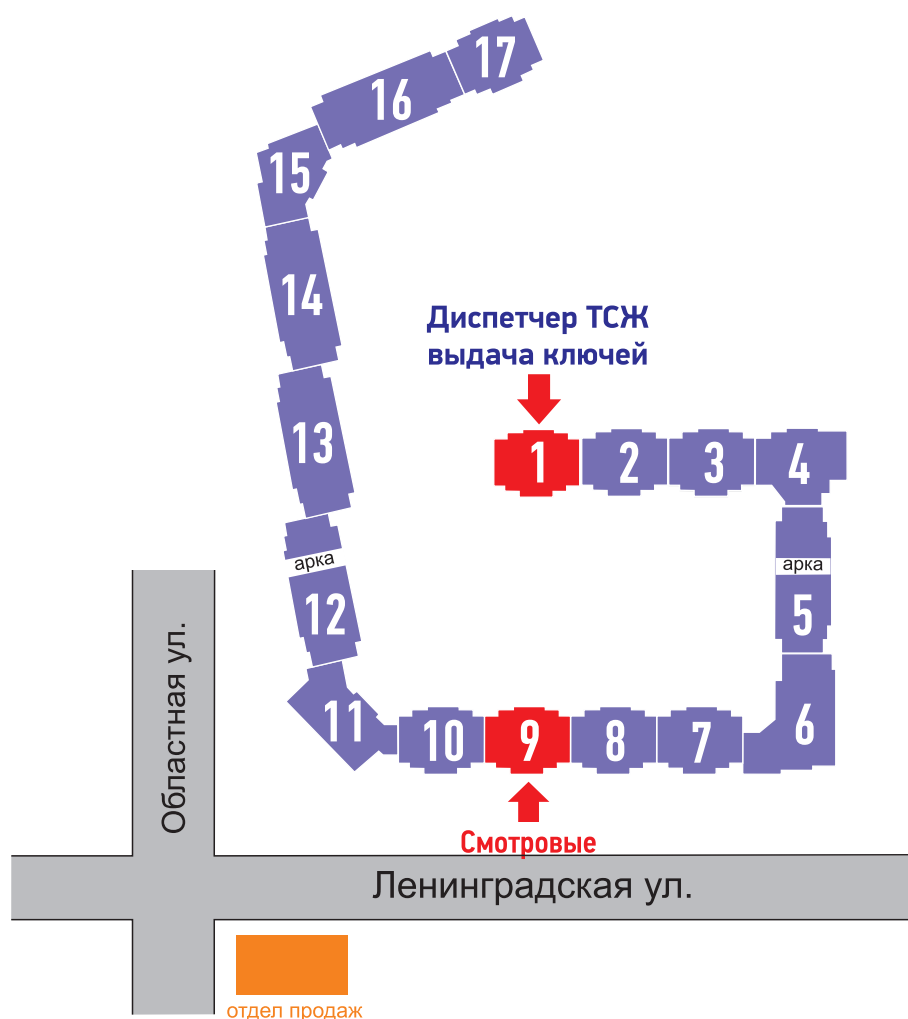 17
16
15
14
Диспетчер ТСЖ
выдача ключей
13
1
2
3
4
арка
арка
12
5
Областная ул.
11
10
9
8
7
6
Смотровые
Ленинградская ул.
отдел продаж